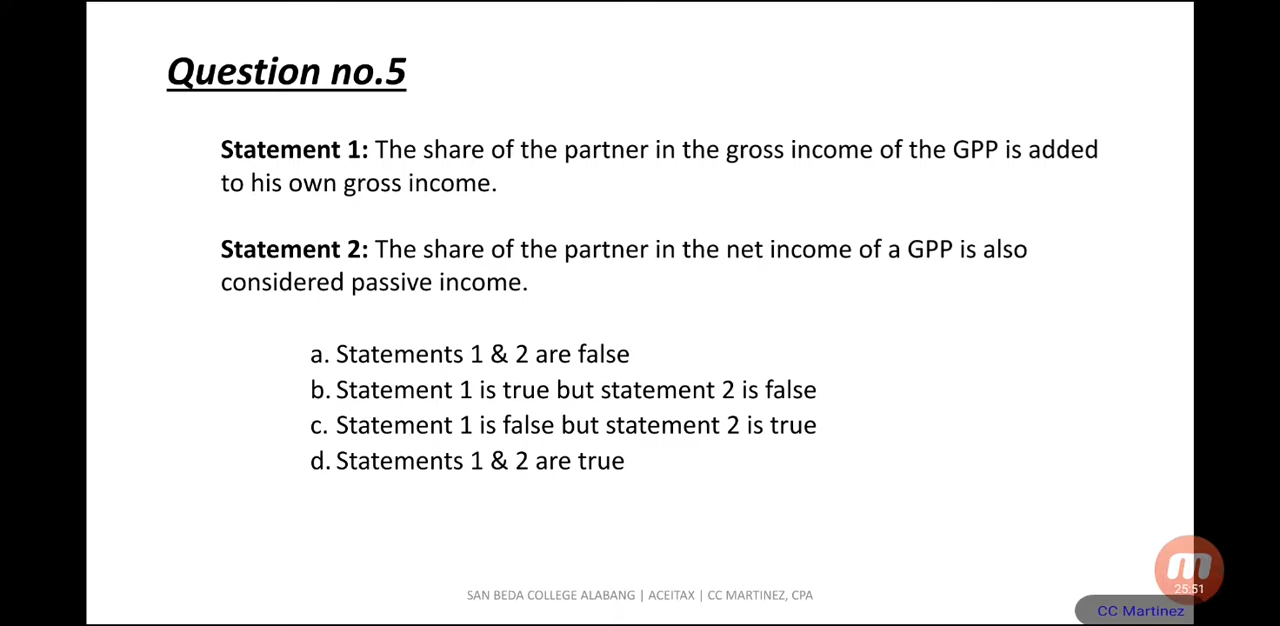 Question no.5
Statement 1: The share of the partner in the gross income of the GPP is added
to his own gross income.
Statement 2: The share of the partner in the net income of a GPP is also
considered passive income.
a. Statements 1 & 2 are false
b. Statement 1 is true but statement 2 is false
c. Statement 1 is false but statement 2 is true
d. Statements 1 & 2 are true
SAN BEDA COLLEGE ALABANG | ACEITAX | CC MARTINEZ, CPA
25:51
CC Martinez